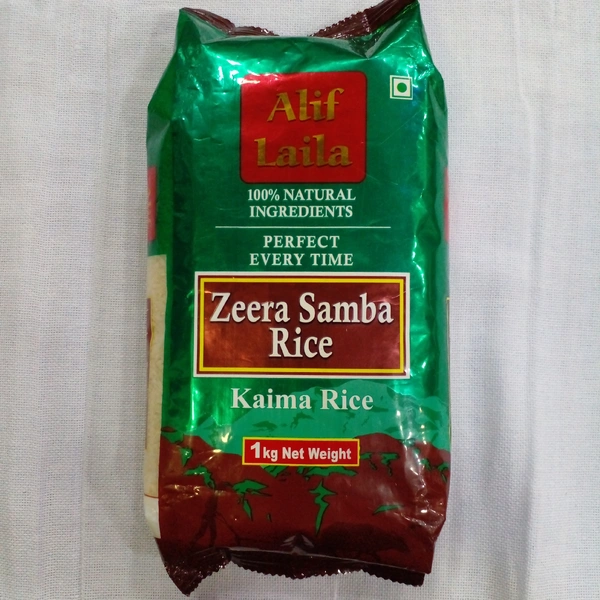 Alif
Laila
100% NATURAL
INGREDIENTS
PERFECT
EVERY TIME
Zeera Samba
Rice
Kaima Rice
1kg Net Weight